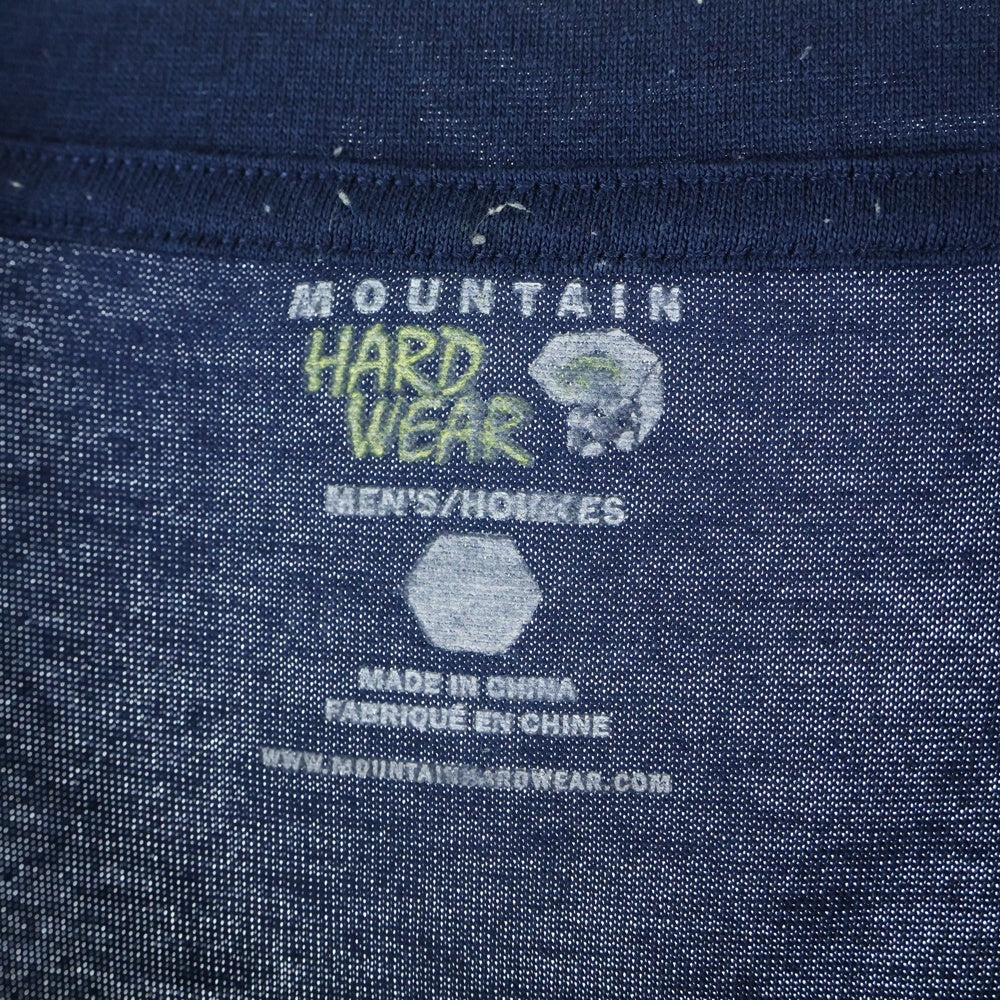 MOUNTAIN
HARD
WEAR
MEN'S/HOMMES
MADE IN CHINA
FABRIQUÉ EN CHINE
WWW.MOUNTAINHARDWEAR.COM